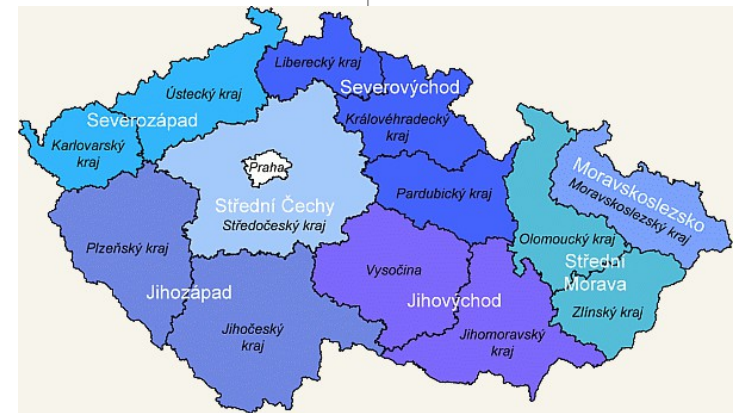 Liberecký kraj
Severovýchod
Ústecký kraj
Severozápad
Královéhradecký
kraj
Karlovarský
kraj
Praha
Moravskoslezsko
Moravskoslezský kraj
Pardubický kraj
Střední Čechy
Středočeský kraj
Plzeňský kraj
Olomoucký kraj
Střední
Morava
Vysočina
Jihozápad
Jihovýchod
Zlínský kraj
Jihočeský
kraj
Jihomoravský
kraj